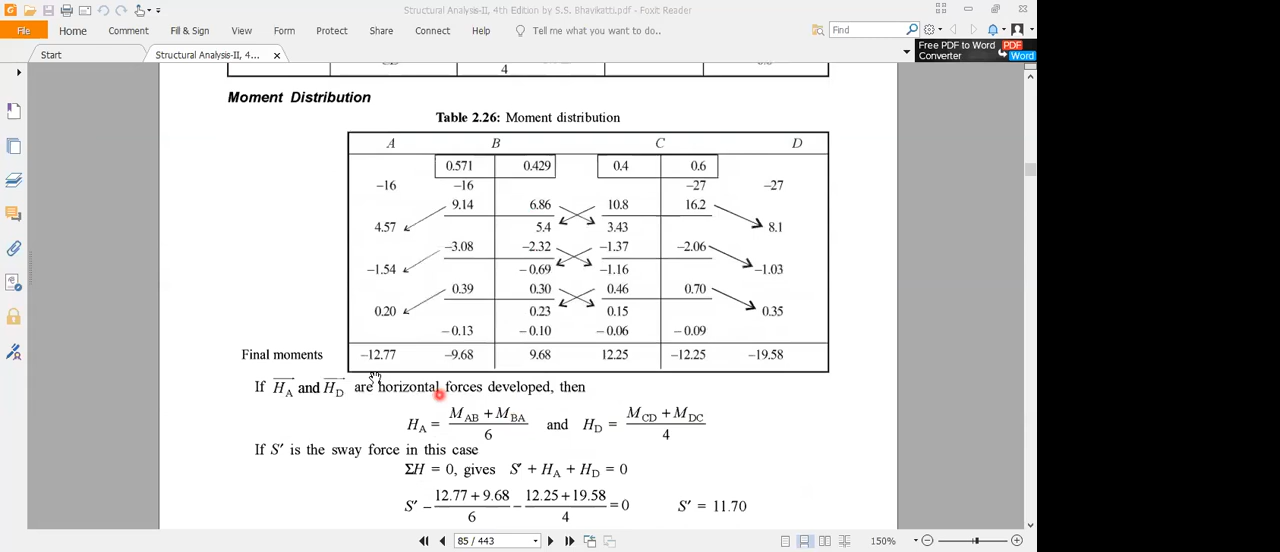 Structural Analysis-II, 4th Edition by S.S. Bhavikatti.pdf - Foxit Reader
File Home Comment Fill & Sign View Form Protect Share Connect Help Tell me what you want to do.. Find
Start Structural Analysis-II, 4... ×
Free PDF to Word Converter PDF Word
4
Moment Distribution
Table 2.26: Moment distribution
A B C D
0.571 0.429 0.4 0.6
–16 –16 –27 –27
9.14 6.86 10.8 16.2
4.57 5.4 3.43 8.1
–3.08 –2.32 –1.37 –2.06
–1.54 –0.69 –1.16 –1.03
0.39 0.30 0.46 0.70
0.20 0.23 0.15 0.35
–0.13 –0.10 –0.06 –0.09
Final moments –12.77 –9.68 9.68 12.25 –12.25 –19.58
If H_A and H_D are horizontal forces developed, then
H_A = (M_AB + M_BA)/6 and H_D = (M_CD + M_DC)/4
If S′ is the sway force in this case
ΣH = 0, gives S′ + H_A + H_D = 0
S′ – (12.77 + 9.68)/6 – (12.25 + 19.58)/4 = 0 S′ = 11.70
85 / 443 150%